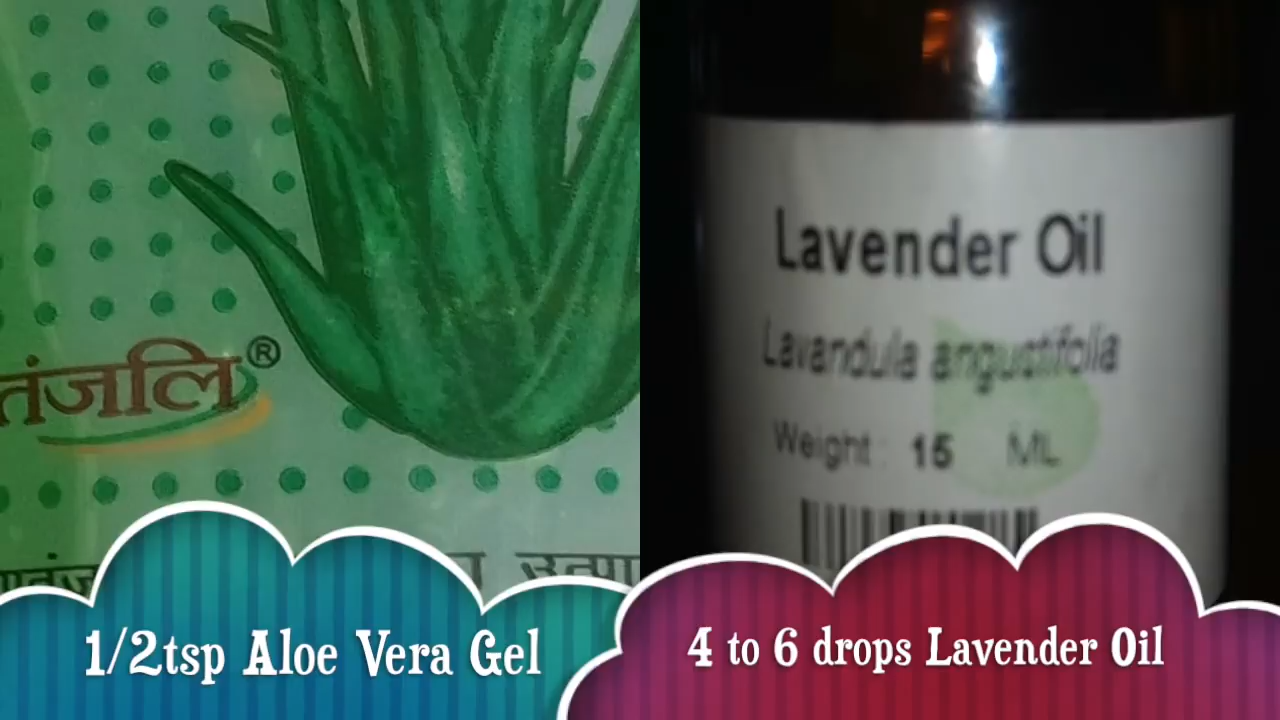 तंजलि®
1/2tsp Aloe Vera Gel
Lavender Oil
Lavandula angustifolia
Weight : 15 ML
4 to 6 drops Lavender Oil